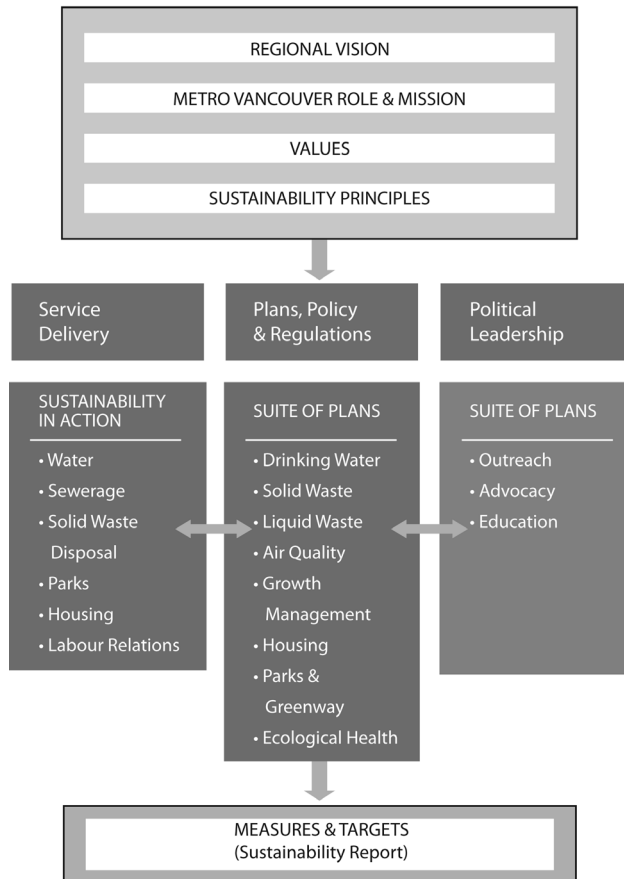 REGIONAL VISION
METRO VANCOUVER ROLE & MISSION
VALUES
SUSTAINABILITY PRINCIPLES
Service
Delivery
Plans, Policy
& Regulations
Political
Leadership
SUSTAINABILITY
IN ACTION
• Water
• Sewerage
• Solid Waste
Disposal
• Parks
• Housing
• Labour Relations
SUITE OF PLANS
• Drinking Water
• Solid Waste
• Liquid Waste
• Air Quality
• Growth
Management
• Housing
• Parks &
Greenway
• Ecological Health
SUITE OF PLANS
• Outreach
• Advocacy
• Education
MEASURES & TARGETS
(Sustainability Report)